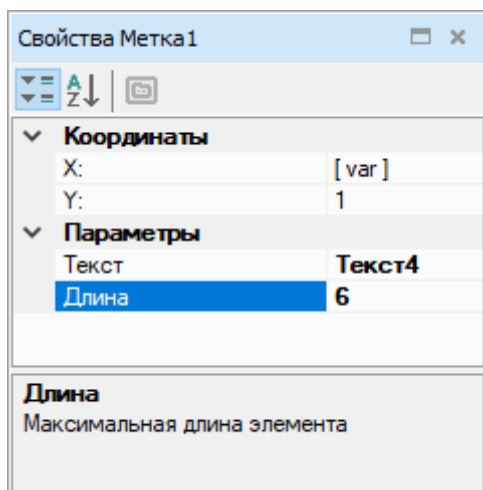 Свойства Метка1
Координаты
X: [ var ]
Y: 1
Параметры
Текст Текст4
Длина 6
Длина
Максимальная длина элемента